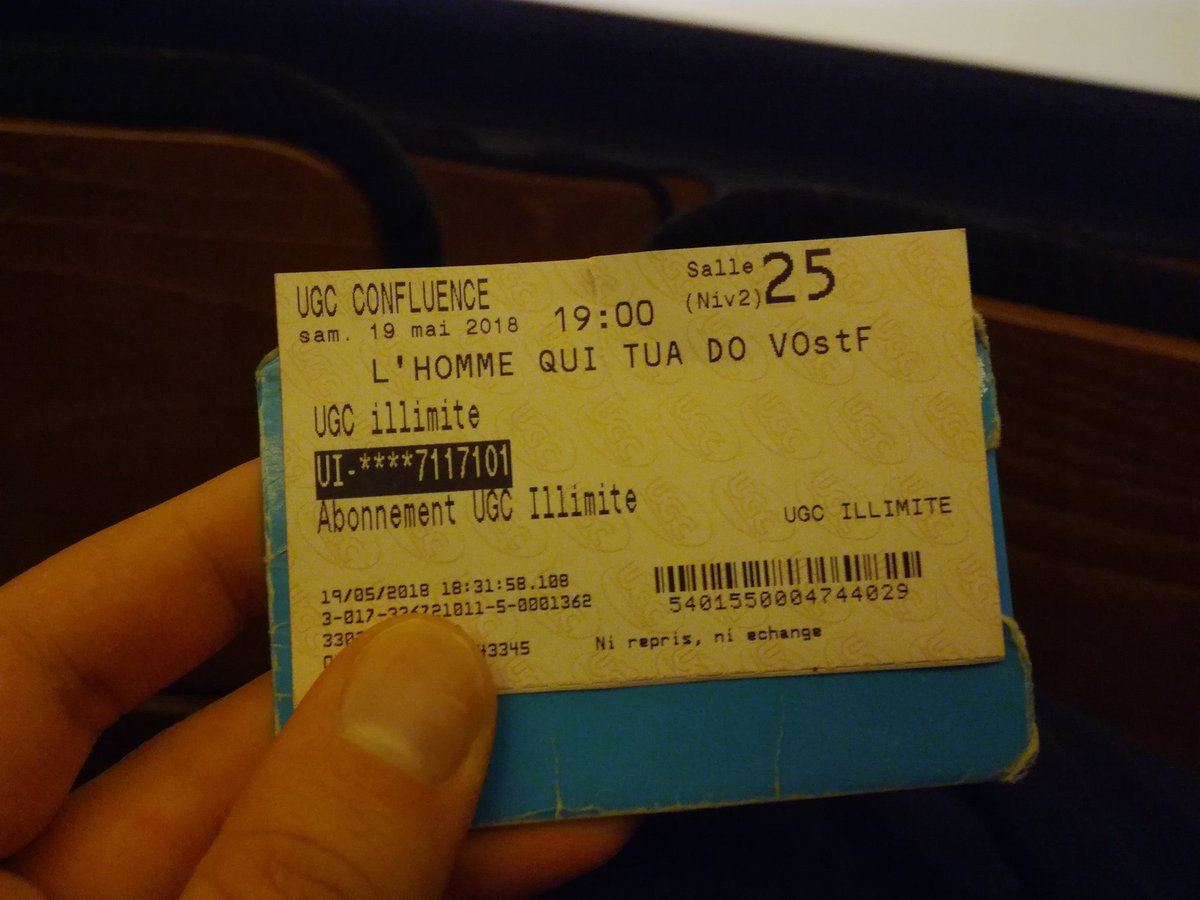 UGC CONFLUENCE
Salle 25
(Niv2)
sam. 19 mai 2018 19:00
L'HOMME QUI TUA DO VOstF
UGC illimite
UI-****7117101
Abonnement UGC Illimite
UGC ILLIMITE
19/05/2018 18:31:58.108
3-017-336721011-5-0001362
5401550004744029
43345
Ni repris, ni echange